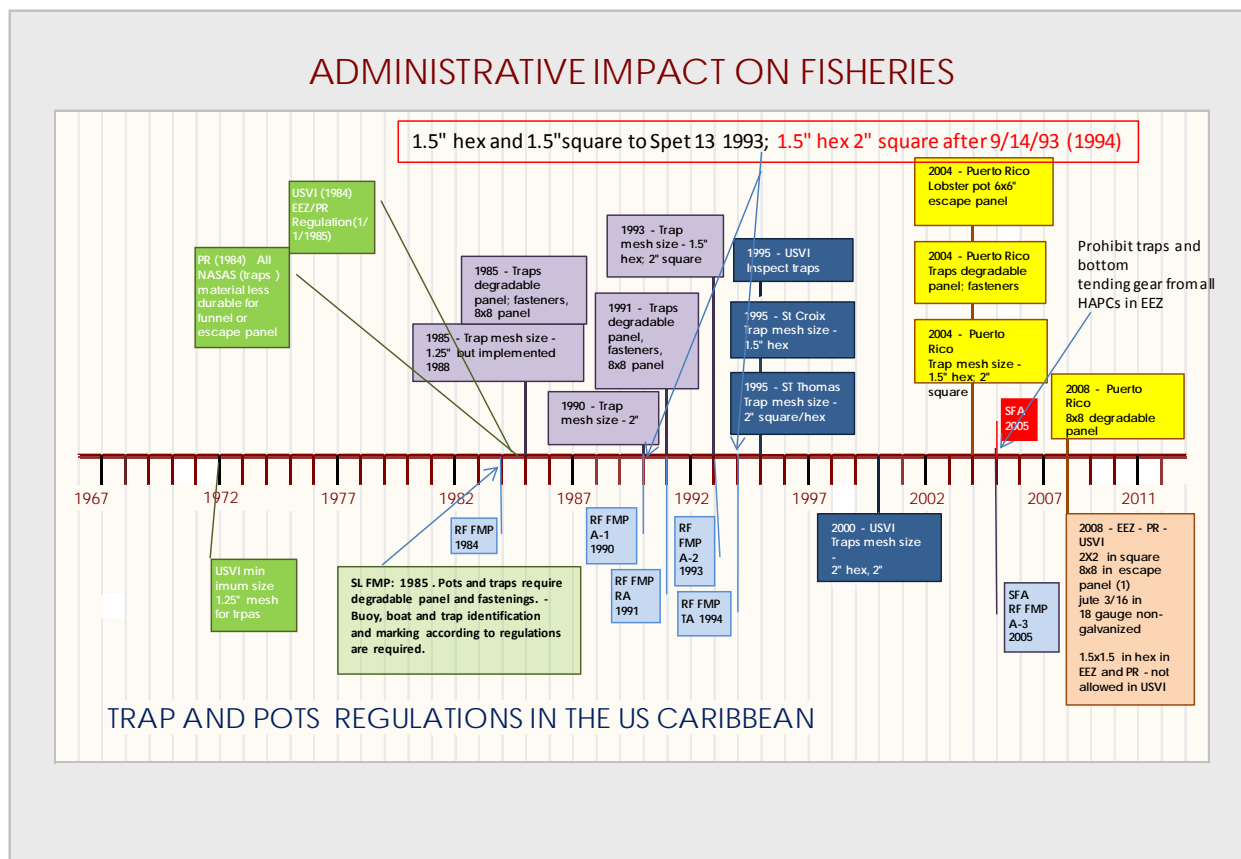 ADMINISTRATIVE IMPACT ON FISHERIES
1.5" hex and 1.5"square to Spet 13 1993; 1.5" hex 2" square after 9/14/93 (1994)
USVI (1984)
EEZ/PR
Regulation(1/
1/1985)
PR (1984) All
NASAS (traps )
material less
durable for
funnel or
escape panel
1985 - Traps
degradable
panel; fasteners,
8x8 panel
1985 - Trap mesh size -
1.25" but implemented
1988
1993 - Trap
mesh size - 1.5"
hex; 2" square
1991 - Traps
degradable
panel,
fasteners,
8x8 panel
1990 - Trap
mesh size - 2"
1995 - USVI
Inspect traps
1995 - St Croix
Trap mesh size -
1.5" hex
1995 - ST Thomas
Trap mesh size -
2" square/hex
2004 - Puerto Rico
Lobster pot 6x6"
escape panel
2004 - Puerto Rico
Traps degradable
panel; fasteners
2004 - Puerto
Rico
Trap mesh size -
1.5" hex; 2"
square
Prohibit traps and
bottom
tending gear from all
HAPCs in EEZ
SFA
2005
2008 - Puerto
Rico
8x8 degradable
panel
1967 1972 1977 1982 1987 1992 1997 2002 2007 2011
USVI min
imum size
1.25" mesh
for trpas
RF FMP
1984
SL FMP: 1985 . Pots and traps require
degradable panel and fastenings. -
Buoy, boat and trap identification
and marking according to regulations
are required.
RF FMP
A-1
1990
RF FMP
RA
1991
RF
FMP
A-2
1993
RF FMP
TA 1994
2000 - USVI
Traps mesh size
-
2" hex, 2"
SFA
RF FMP
A-3
2005
2008 - EEZ - PR -
USVI
2X2 in square
8x8 in escape
panel (1)
jute 3/16 in
18 gauge non-
galvanized
1.5x1.5 in hex in
EEZ and PR - not
allowed in USVI
TRAP AND POTS REGULATIONS IN THE US CARIBBEAN